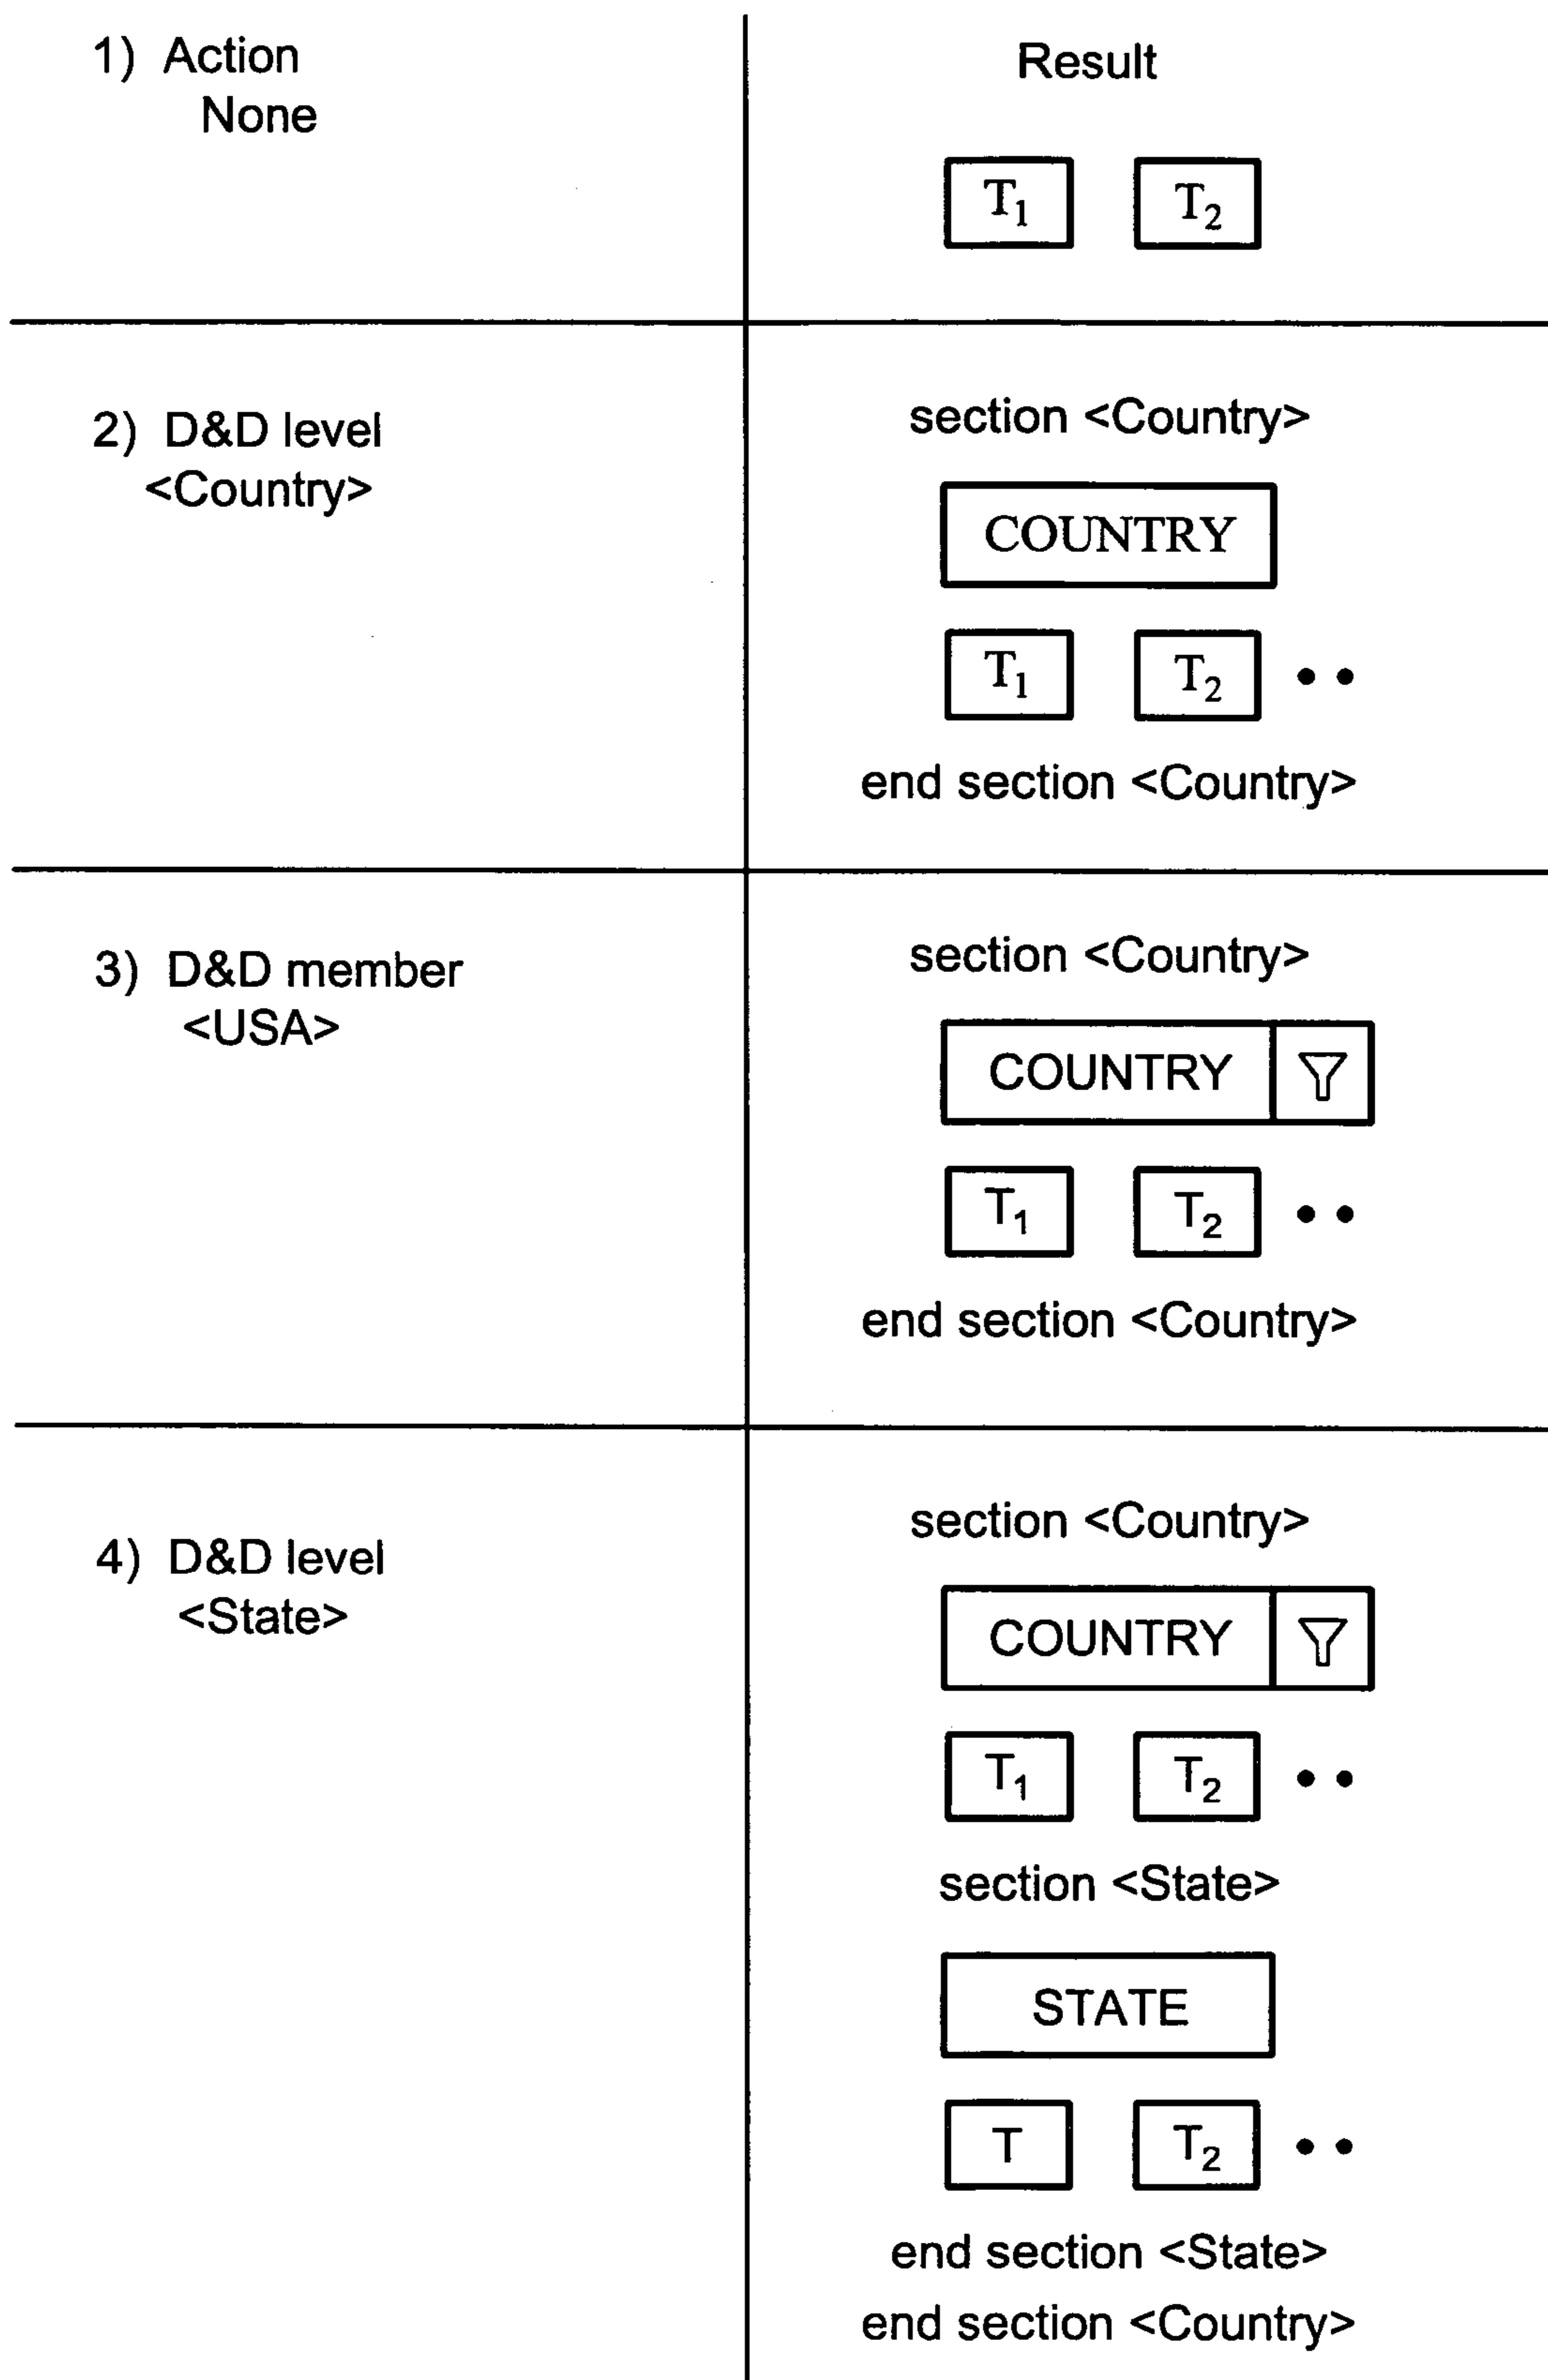 1) Action
None
Result
T₁ T₂
2) D&D level
<Country>
section <Country>
COUNTRY
T₁ T₂ • •
end section <Country>
3) D&D member
<USA>
section <Country>
COUNTRY
T₁ T₂ • •
end section <Country>
4) D&D level
<State>
section <Country>
COUNTRY
T₁ T₂ • •
section <State>
STATE
T T₂ • •
end section <State>
end section <Country>